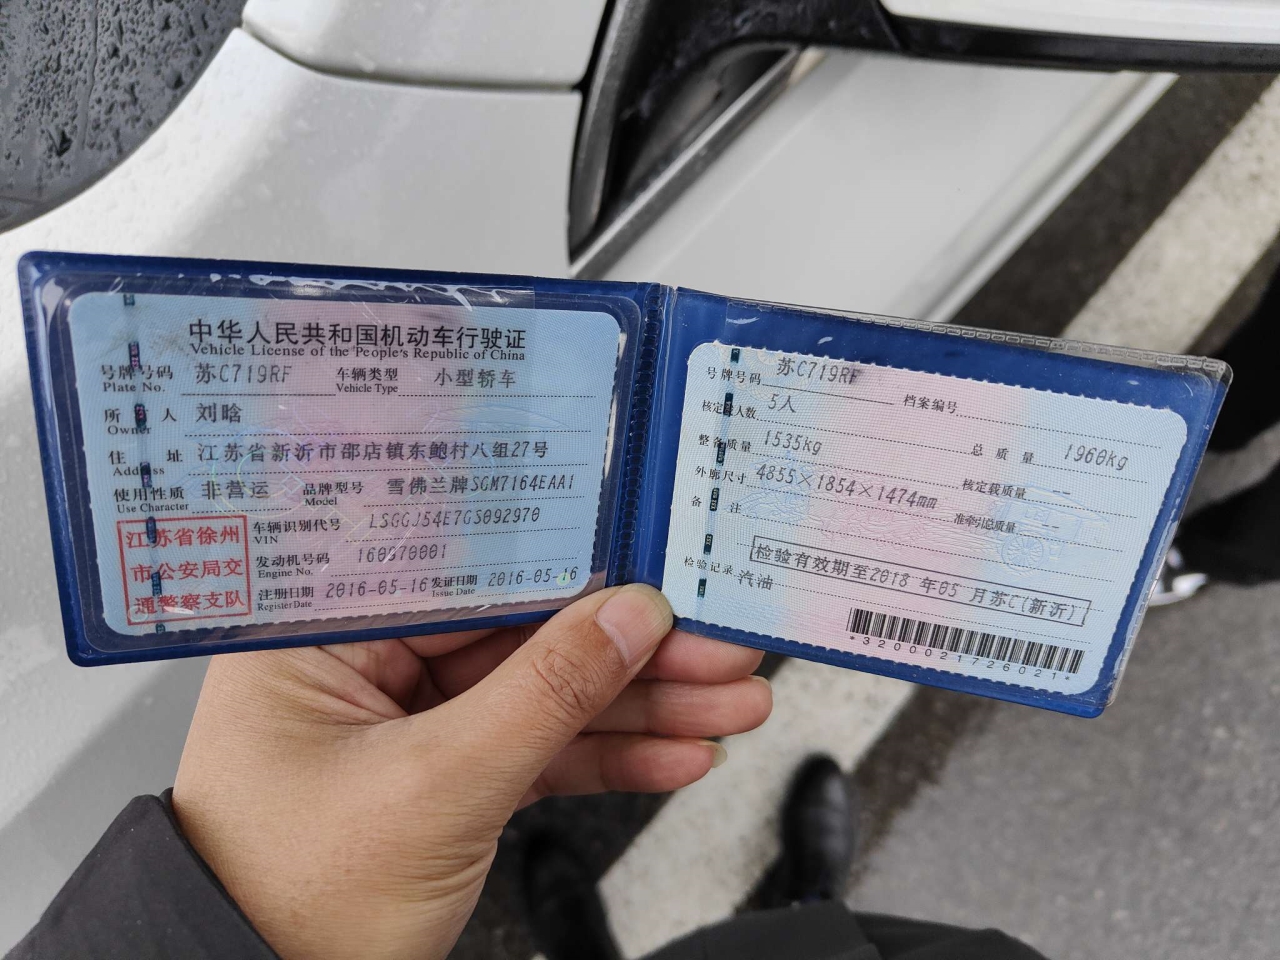 中华人民共和国机动车行驶证
Vehicle License of the People's Republic of China
号牌号码 苏C719RF 车辆类型 小型轿车
Plate No. Vehicle Type
所 有 人 刘晗
Owner
住 址 江苏省新沂市邵店镇东鲍村八组27号
Address
使用性质 非营运 品牌型号 雪佛兰牌SGM7164EAA1
Use Character Model
江苏省徐州
市公安局交
通警察支队
车辆识别代号 LSGGJ54E7GS092970
VIN
发动机号码 160970001
Engine No.
注册日期 2016-05-16 发证日期 2016-05-16
Register Date Issue Date
号牌号码 苏C719RF 档案编号
核定载人数 5人 总 质 量 1960kg
整备质量 1535kg 核定载质量 --
外廓尺寸 4855×1854×1474mm 准牵引总质量 --
备 注
检验有效期至2018 年05 月苏C(新沂)
检验记录 汽油
*3200021726021*